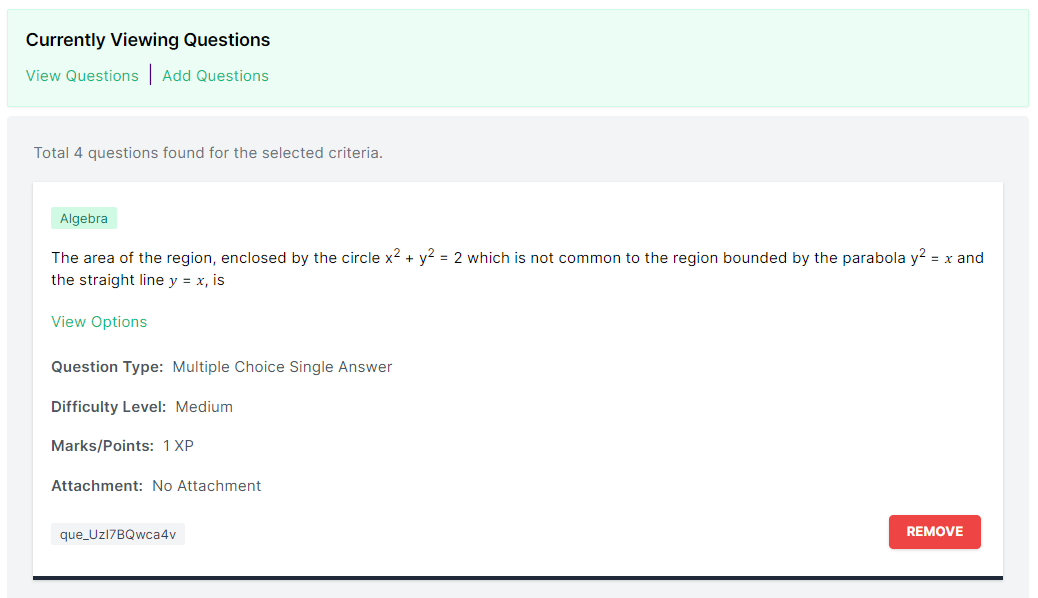 Currently Viewing Questions
View Questions | Add Questions
Total 4 questions found for the selected criteria.
Algebra
The area of the region, enclosed by the circle x² + y² = 2 which is not common to the region bounded by the parabola y² = x and
the straight line y = x, is
View Options
Question Type: Multiple Choice Single Answer
Difficulty Level: Medium
Marks/Points: 1 XP
Attachment: No Attachment
que_UzI7BQwca4v
REMOVE